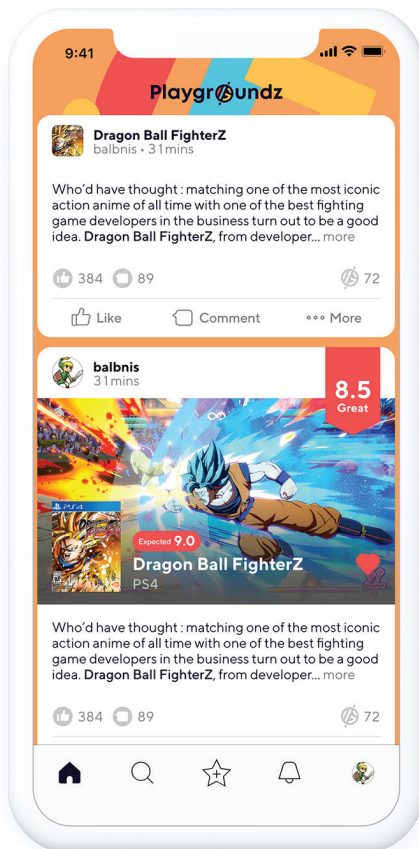 9:41
Playgroundz
Dragon Ball FighterZ
balbnis • 31mins
Who'd have thought : matching one of the most iconic
action anime of all time with one of the best fighting
game developers in the business turn out to be a good
idea. Dragon Ball FighterZ, from developer... more
384 89 72
Like Comment More
balbnis
31mins
8.5
Great
PS4
Expected 9.0
Dragon Ball FighterZ
PS4
Who'd have thought : matching one of the most iconic
action anime of all time with one of the best fighting
game developers in the business turn out to be a good
idea. Dragon Ball FighterZ, from developer... more
384 89 72